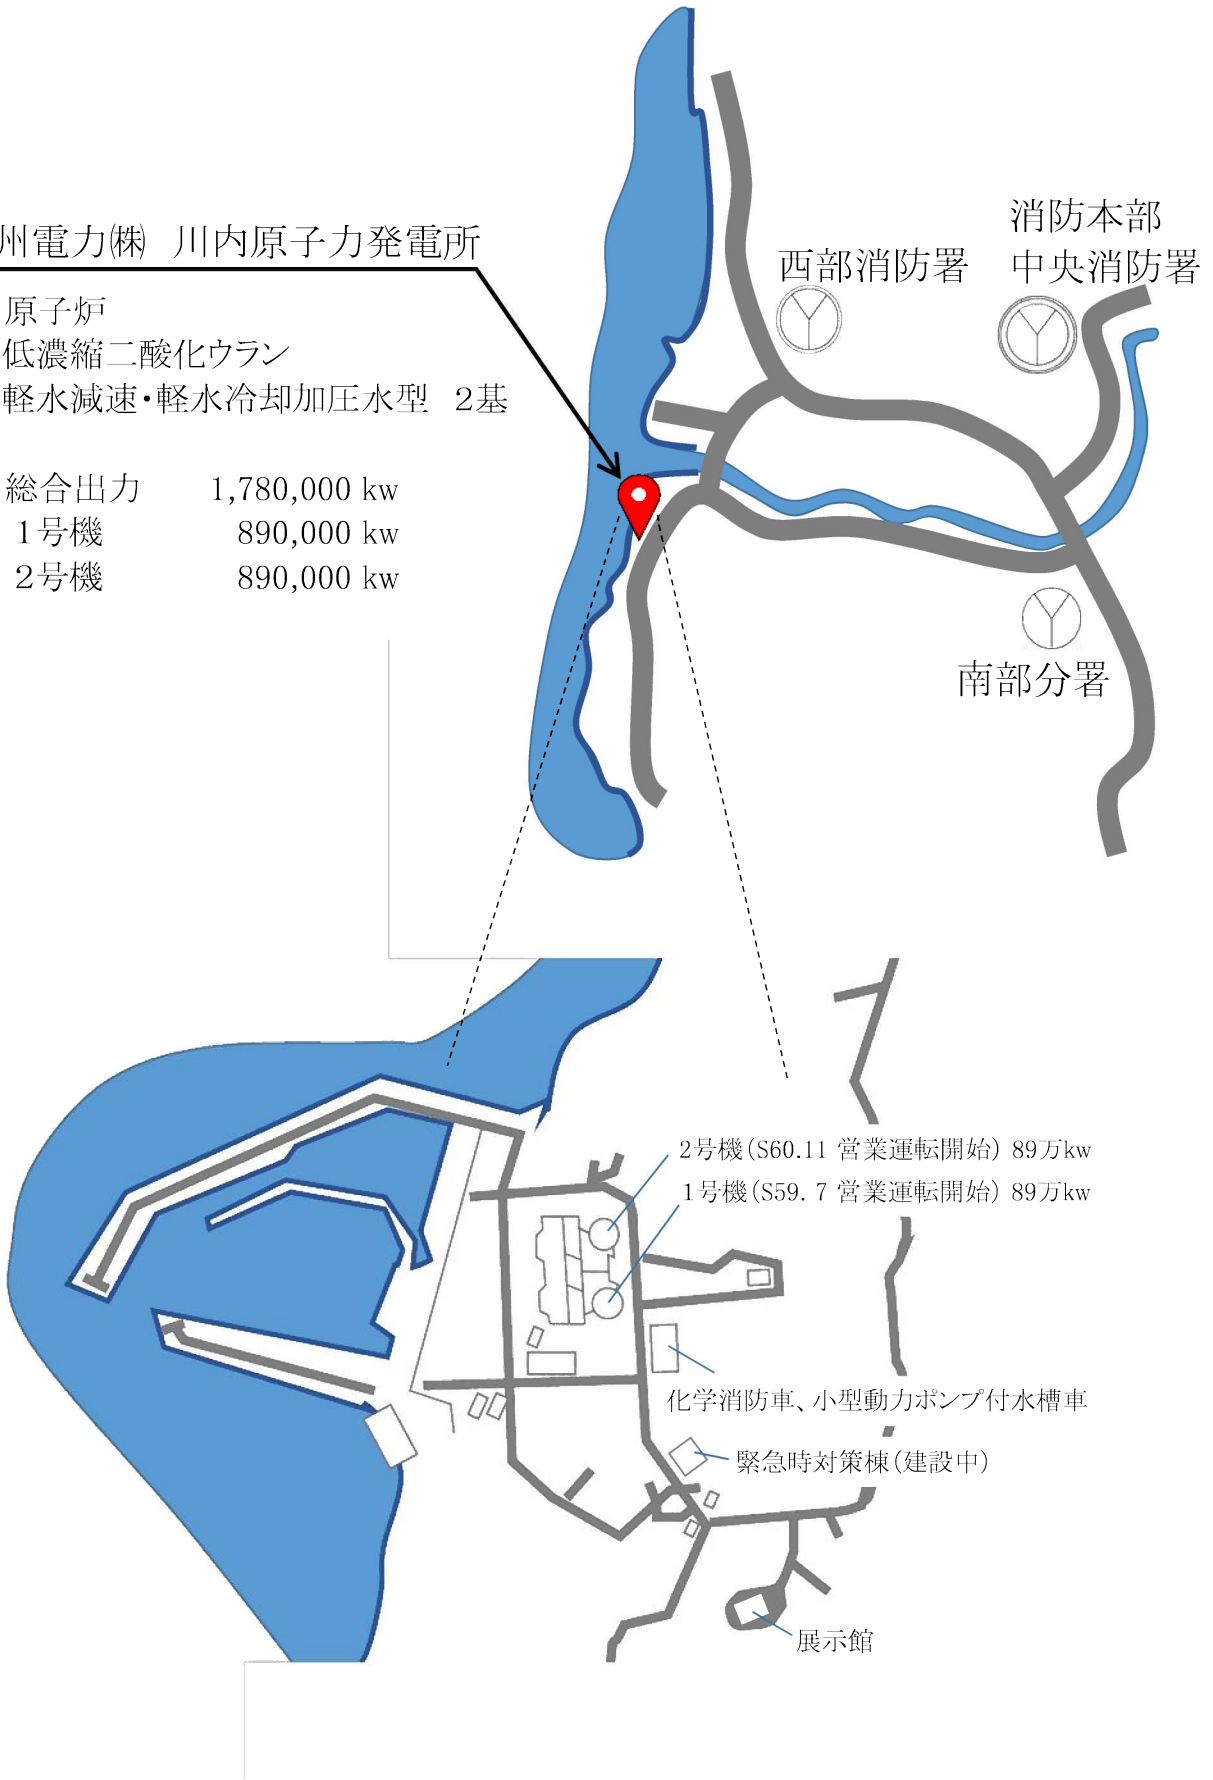 州電力㈱ 川内原子力発電所
原子炉
低濃縮二酸化ウラン
軽水減速・軽水冷却加圧水型 2基
総合出力 1,780,000 kw
1号機 890,000 kw
2号機 890,000 kw
西部消防署
消防本部
中央消防署
南部分署
2号機(S60.11 営業運転開始) 89万kw
1号機(S59. 7 営業運転開始) 89万kw
化学消防車、小型動力ポンプ付水槽車
緊急時対策棟(建設中)
展示館